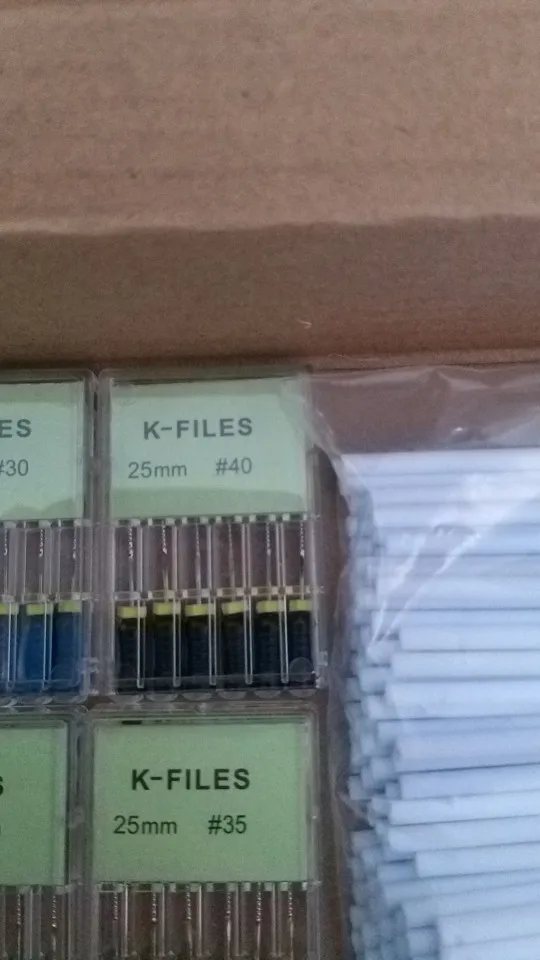 ES
#30
K-FILES
25mm #40
K-FILES
25mm #35